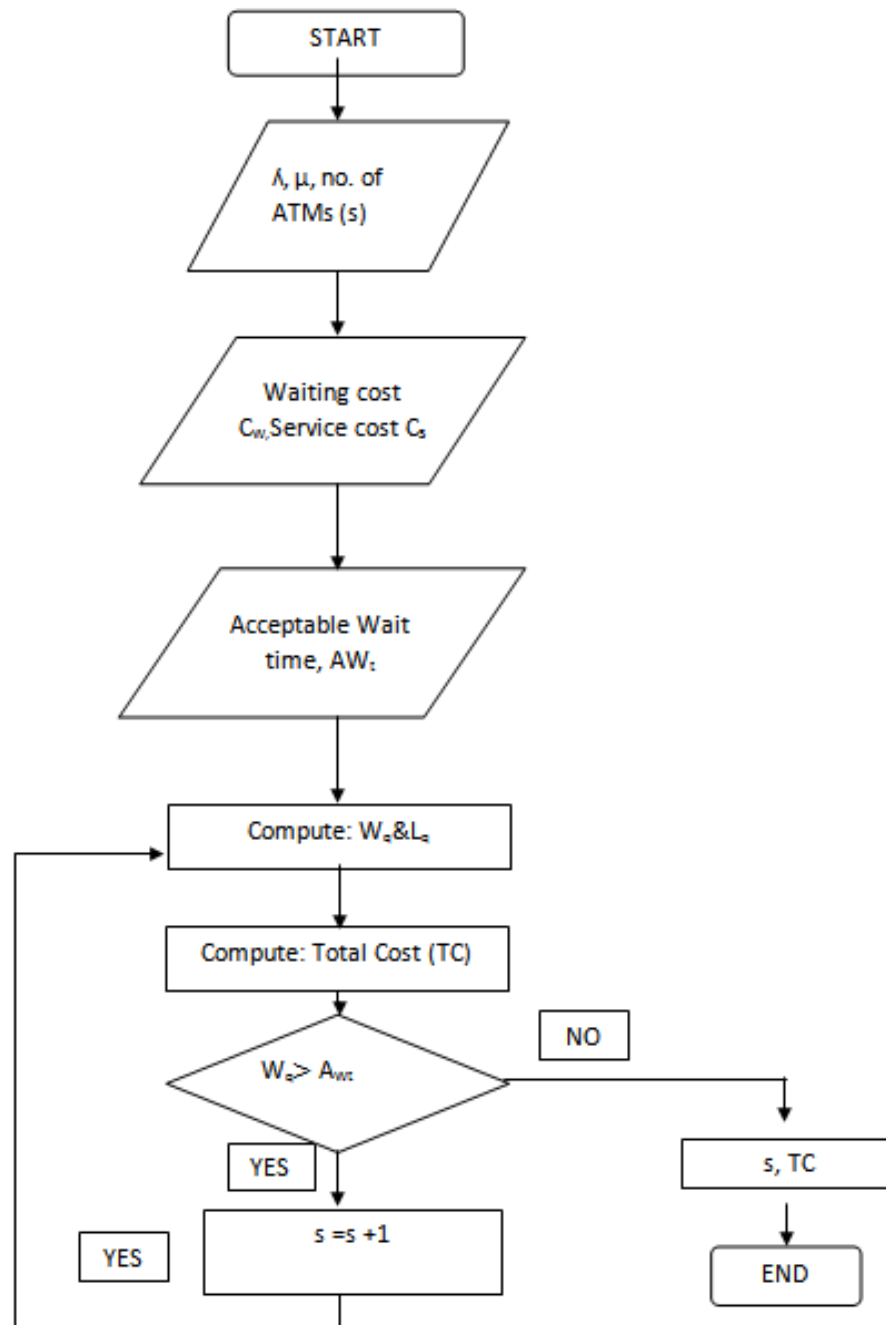 START
ʎ, µ, no. of
ATMs (s)
Waiting cost
Cw,Service cost Cs
Acceptable Wait
time, AWt
Compute: Wq&Lq
Compute: Total Cost (TC)
Wq> AWt
NO
YES
s, TC
s =s +1
YES
END